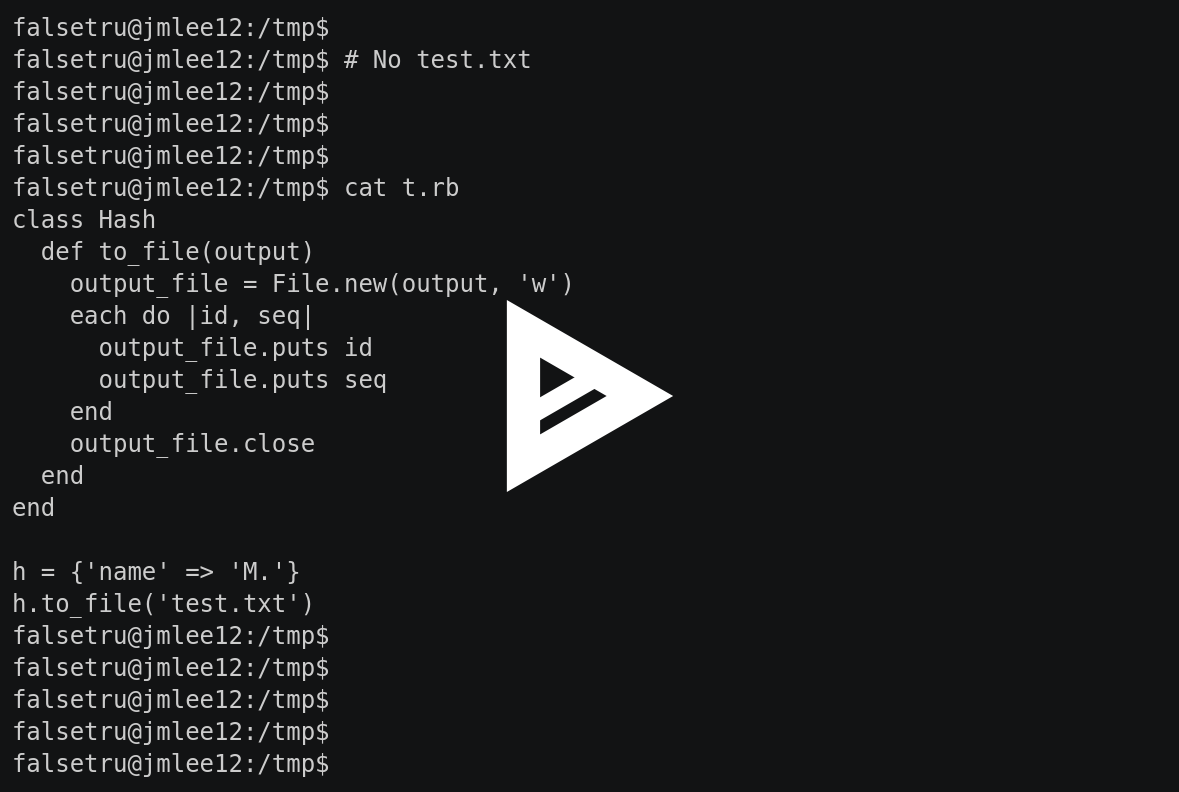 falsetru@jmlee12:/tmp$
falsetru@jmlee12:/tmp$ # No test.txt
falsetru@jmlee12:/tmp$
falsetru@jmlee12:/tmp$
falsetru@jmlee12:/tmp$
falsetru@jmlee12:/tmp$ cat t.rb
class Hash
  def to_file(output)
    output_file = File.new(output, 'w')
    each do |id, seq|
      output_file.puts id
      output_file.puts seq
    end
    output_file.close
  end
end

h = {'name' => 'M.'}
h.to_file('test.txt')
falsetru@jmlee12:/tmp$
falsetru@jmlee12:/tmp$
falsetru@jmlee12:/tmp$
falsetru@jmlee12:/tmp$
falsetru@jmlee12:/tmp$